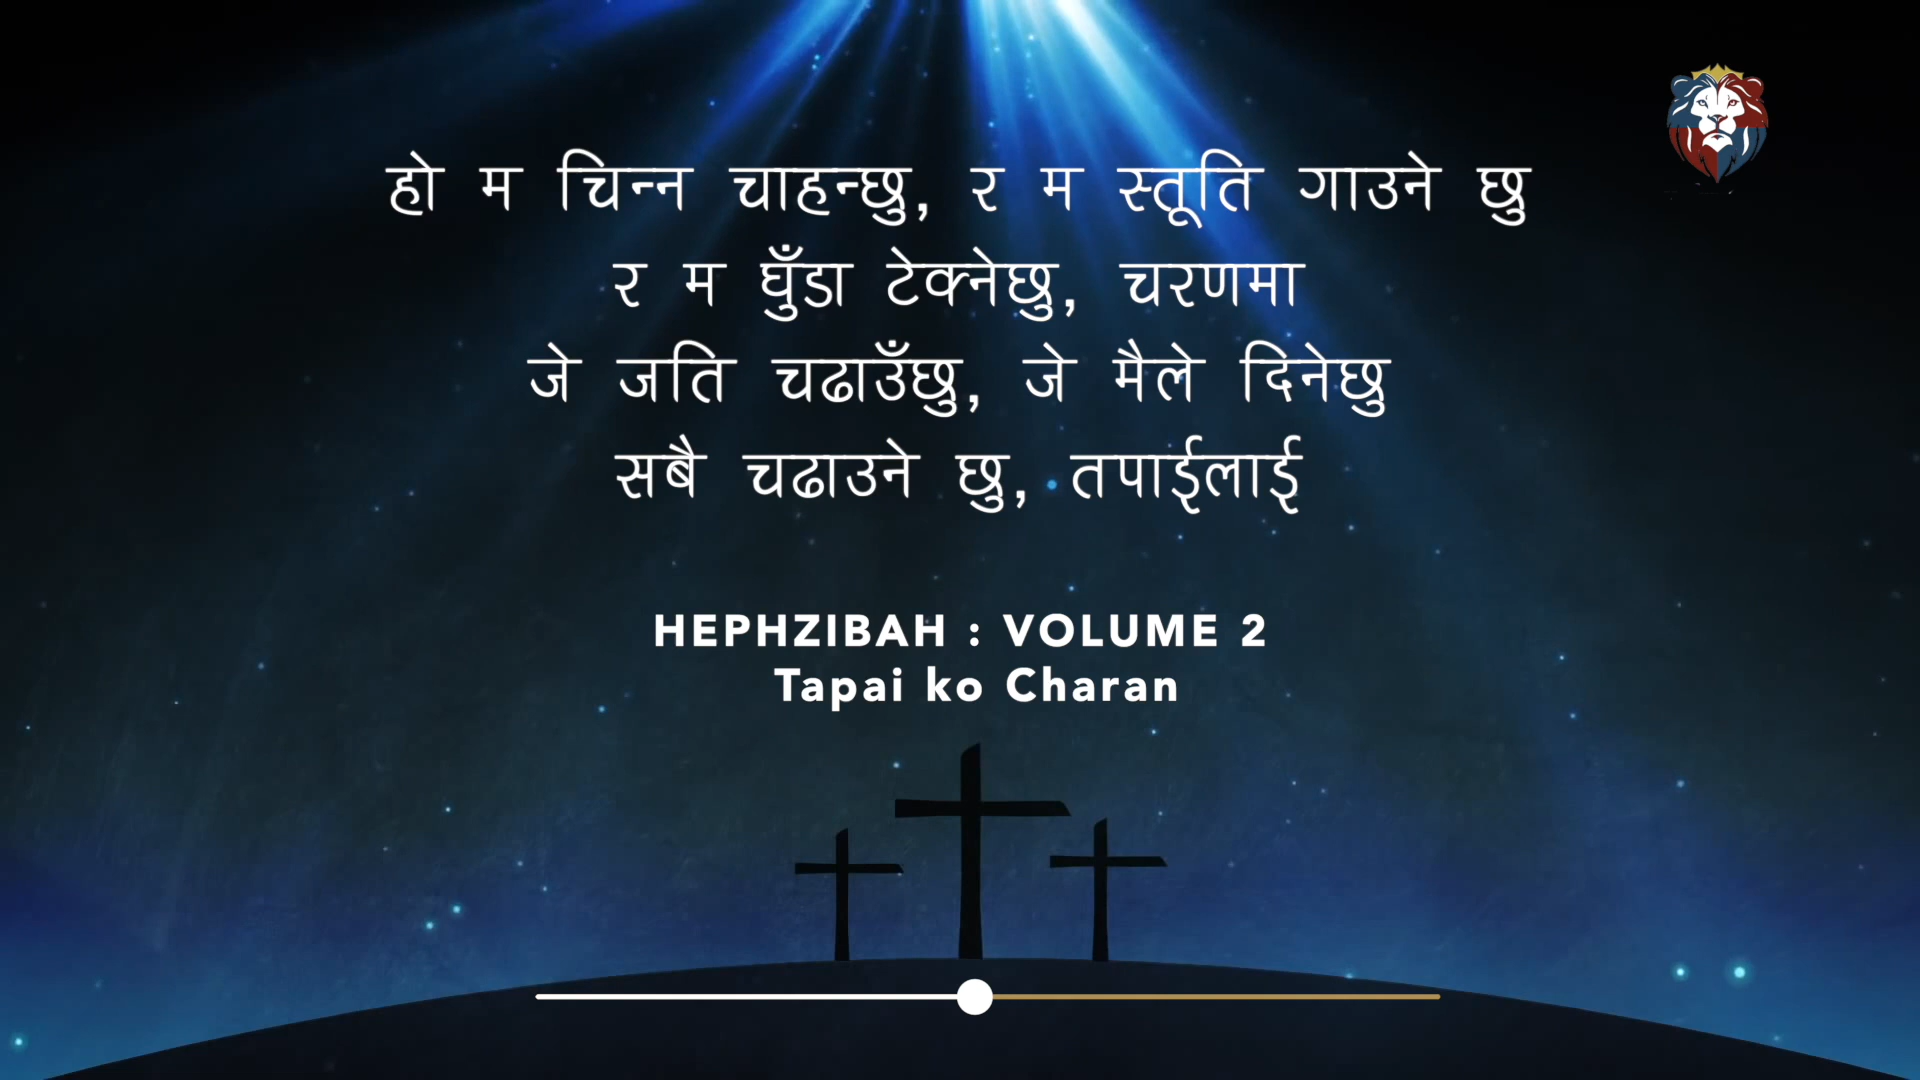 हो म चिन्न चाहन्छु, र म स्तूति गाउने छु
र म घुँडा टेक्नेछु, चरणमा
जे जति चढाउँछु, जे मैले दिनेछु
सबै चढाउने छु, तपाईलाई
HEPHZIBAH : VOLUME 2
Tapai ko Charan